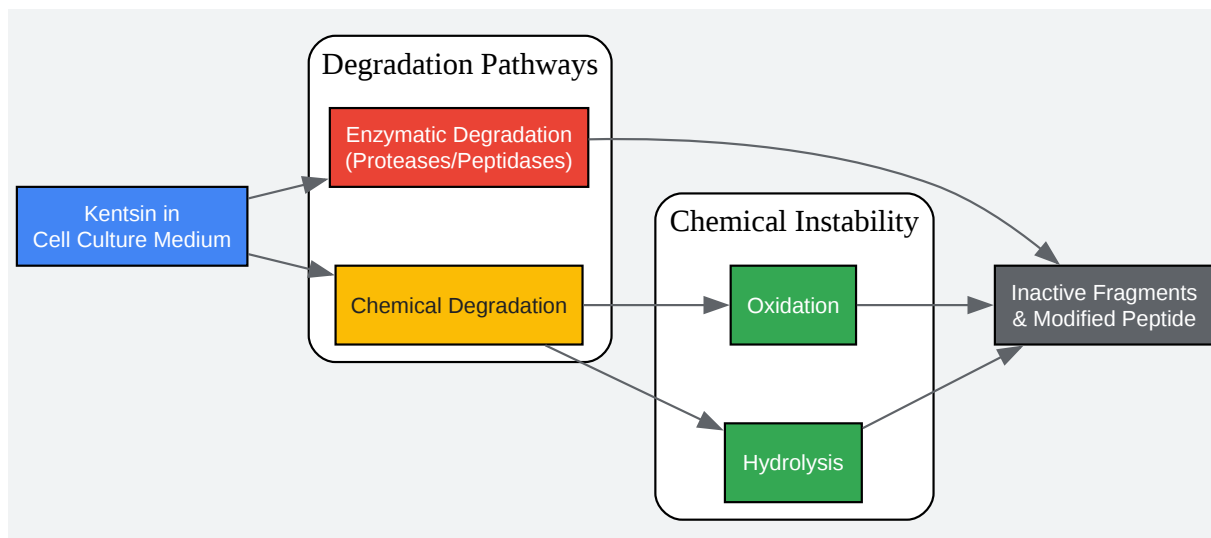 Degradation Pathways
Enzymatic Degradation
(Proteases/Peptidases)
Kentsin in
Cell Culture Medium
Chemical Degradation
Chemical Instability
Oxidation
Hydrolysis
Inactive Fragments
& Modified Peptide